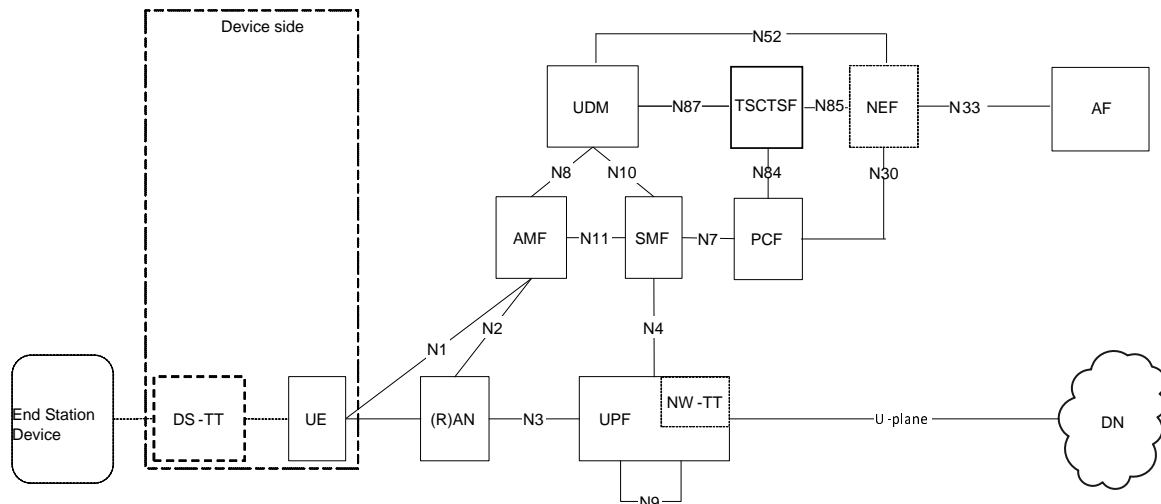 Device side
N52
UDM
N87
TSCTSF
N85
NEF
N33
AF
N8
N10
N84
N30
AMF
N11
SMF
N7
PCF
N1
N2
N4
End Station
Device
DS -TT
UE
(R)AN
N3
UPF
NW -TT
U-plane
DN
N9